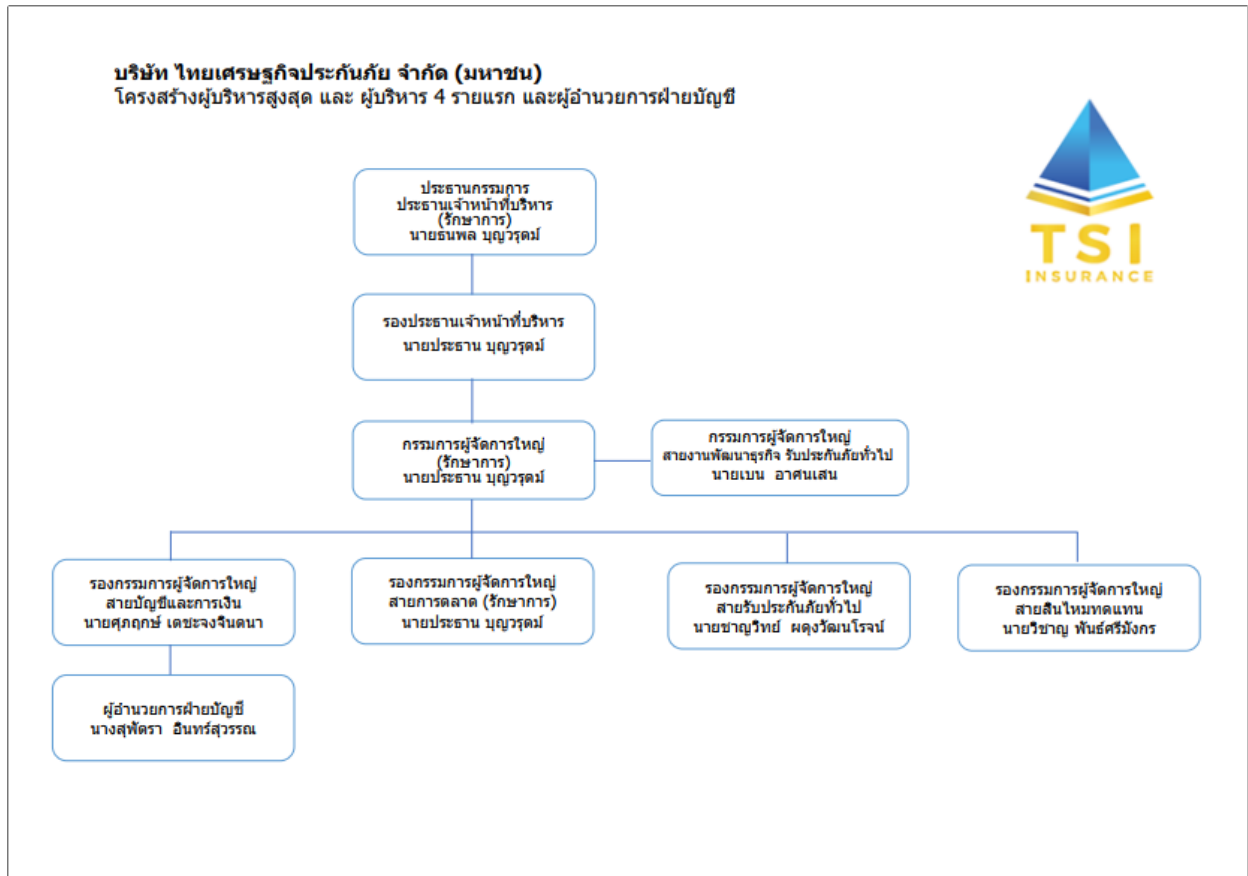 บริษัท ไทยเศรษฐกิจประกันภัย จำกัด (มหาชน)
โครงสร้างผู้บริหารสูงสุด และ ผู้บริหาร 4 รายแรก และผู้อำนวยการฝ่ายบัญชี
TSI
INSURANCE
ประธานกรรมการ
ประธานเจ้าหน้าที่บริหาร
(รักษาการ)
นายธนพล บุญวรุตม์
รองประธานเจ้าหน้าที่บริหาร
นายประธาน บุญวรุตม์
กรรมการผู้จัดการใหญ่
(รักษาการ)
นายประธาน บุญวรุตม์
กรรมการผู้จัดการใหญ่
สายงานพัฒนาธุรกิจ รับประกันภัยทั่วไป
นายเบน อาศนเสน
รองกรรมการผู้จัดการใหญ่
สายบัญชีและการเงิน
นายศุภฤกษ์ เตชะจงจินตนา
รองกรรมการผู้จัดการใหญ่
สายการตลาด (รักษาการ)
นายประธาน บุญวรุตม์
รองกรรมการผู้จัดการใหญ่
สายรับประกันภัยทั่วไป
นายชาญวิทย์ ผดุงวัฒนโรจน์
รองกรรมการผู้จัดการใหญ่
สายสินไหมทดแทน
นายวิชาญ พันธ์ศรีมังกร
ผู้อำนวยการฝ่ายบัญชี
นางสุพัตรา อินทร์สุวรรณ